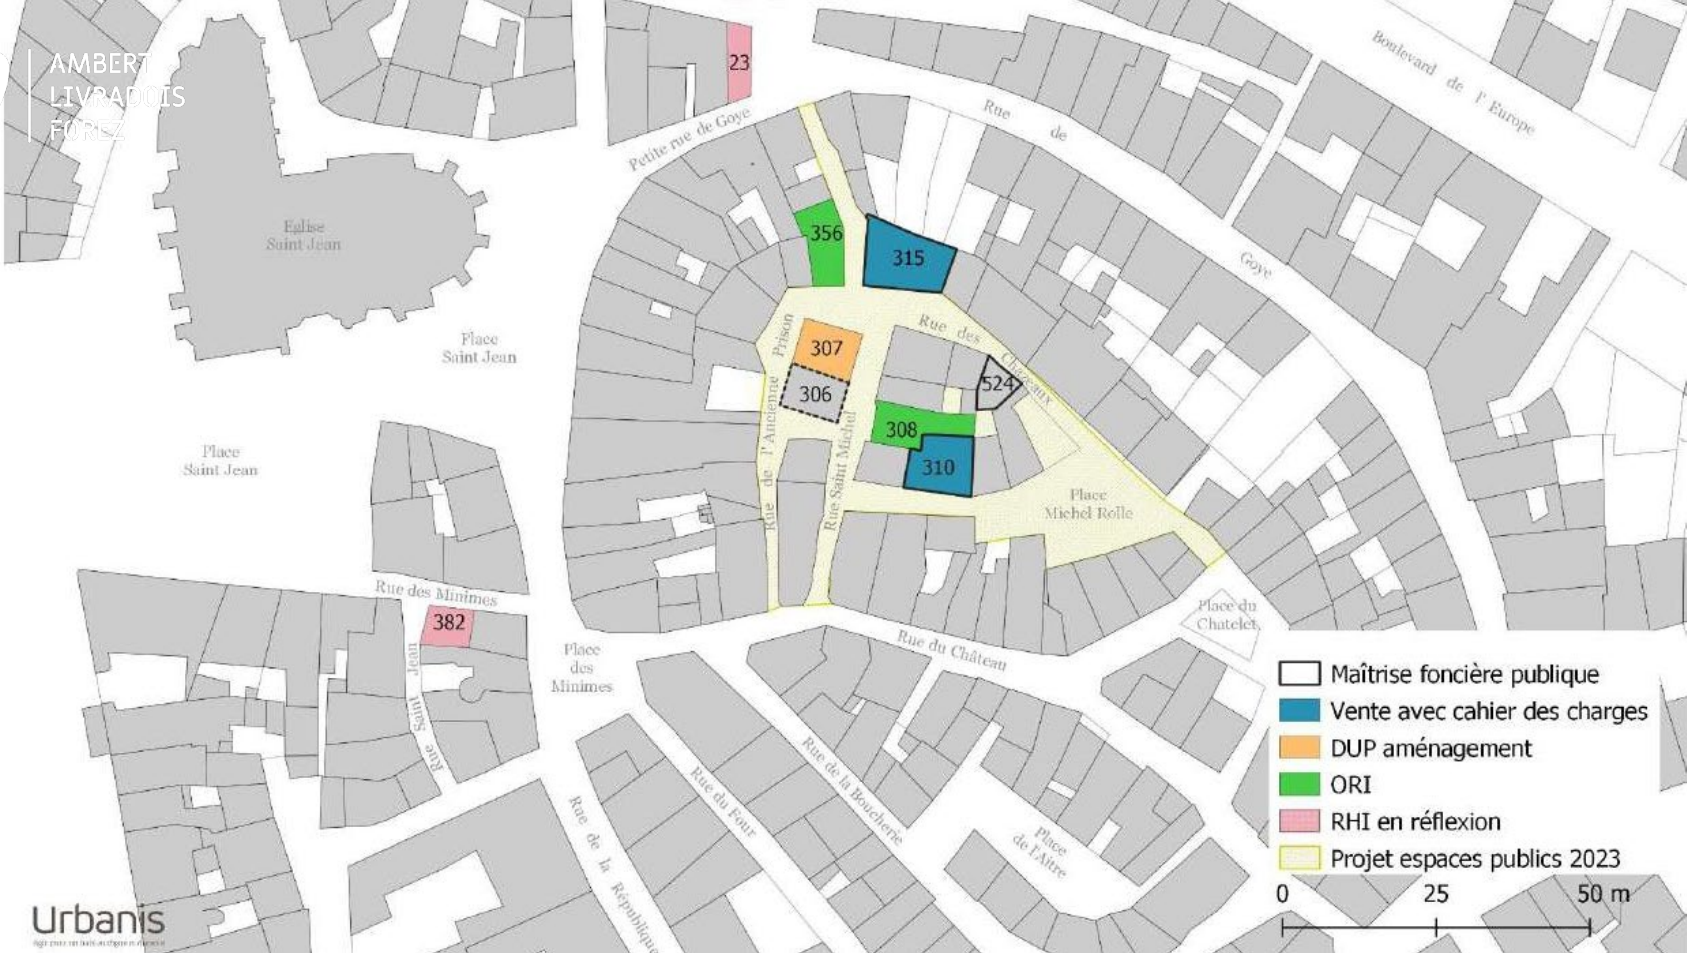 AMBERT
LIVRADOIS
FOREZ
23
Boulevard de l'Europe
Rue de Goye
Petite rue de Goye
Eglise
Saint Jean
356
315
Place
Saint Jean
Rue des Chazeaux
307
306
524
308
310
Rue de l'Ancienne Prison
Rue Saint Michel
Place
Saint Jean
Place
Michel Rolle
Rue des Minimes
382
Rue Saint Jean
Place
des
Minimes
Rue du Château
Place du
Chatelet
Rue de la Boucherie
Rue du Four
Rue de la République
Place
de l'Aître
Maîtrise foncière publique
Vente avec cahier des charges
DUP aménagement
ORI
RHI en réflexion
Projet espaces publics 2023
0 25 50 m
Urbanis